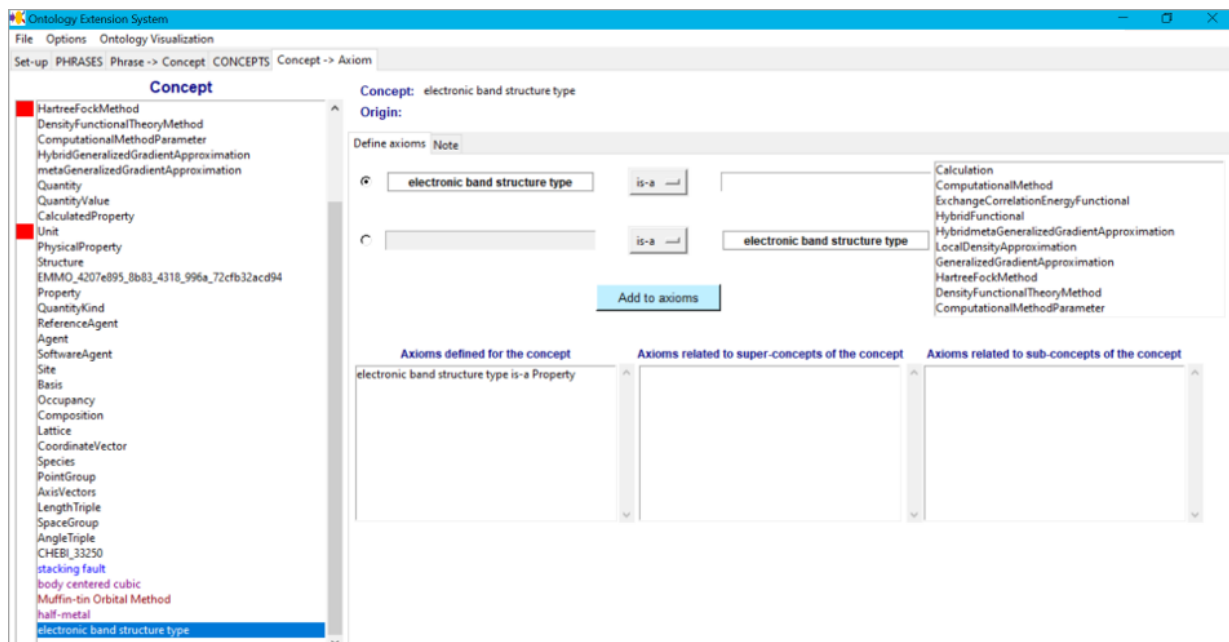 Ontology Extension System
File Options Ontology Visualization
Set-up PHRASES Phrase -> Concept CONCEPTS Concept -> Axiom
Concept
HartreeFockMethod
DensityFunctionalTheoryMethod
ComputationalMethodParameter
HybridGeneralizedGradientApproximation
metaGeneralizedGradientApproximation
Quantity
QuantityValue
CalculatedProperty
Unit
PhysicalProperty
Structure
EMMO_4207e895_8b83_4318_996a_72cfb32acd94
Property
QuantityKind
ReferenceAgent
Agent
SoftwareAgent
Site
Basis
Occupancy
Composition
Lattice
CoordinateVector
Species
PointGroup
AxisVectors
LengthTriple
SpaceGroup
AngleTriple
CHEBI_33250
stacking fault
body centered cubic
Muffin-tin Orbital Method
half-metal
electronic band structure type
Concept: electronic band structure type
Origin:
Define axioms Note
electronic band structure type is-a
is-a electronic band structure type
Add to axioms
Calculation
ComputationalMethod
ExchangeCorrelationEnergyFunctional
HybridFunctional
HybridmetaGeneralizedGradientApproximation
LocalDensityApproximation
GeneralizedGradientApproximation
HartreeFockMethod
DensityFunctionalTheoryMethod
ComputationalMethodParameter
Axioms defined for the concept
electronic band structure type is-a Property
Axioms related to super-concepts of the concept
Axioms related to sub-concepts of the concept